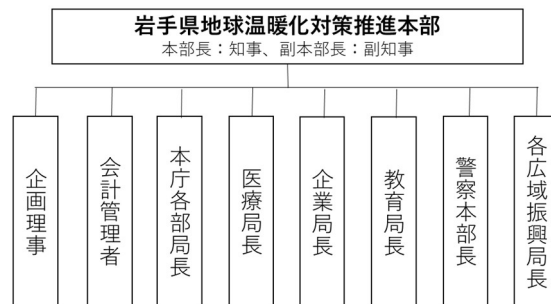 岩手県地球温暖化対策推進本部
本部長：知事、副本部長：副知事
企画理事
会計管理者
本庁各部局長
医療局長
企業局長
教育局長
警察本部長
各広域振興局長